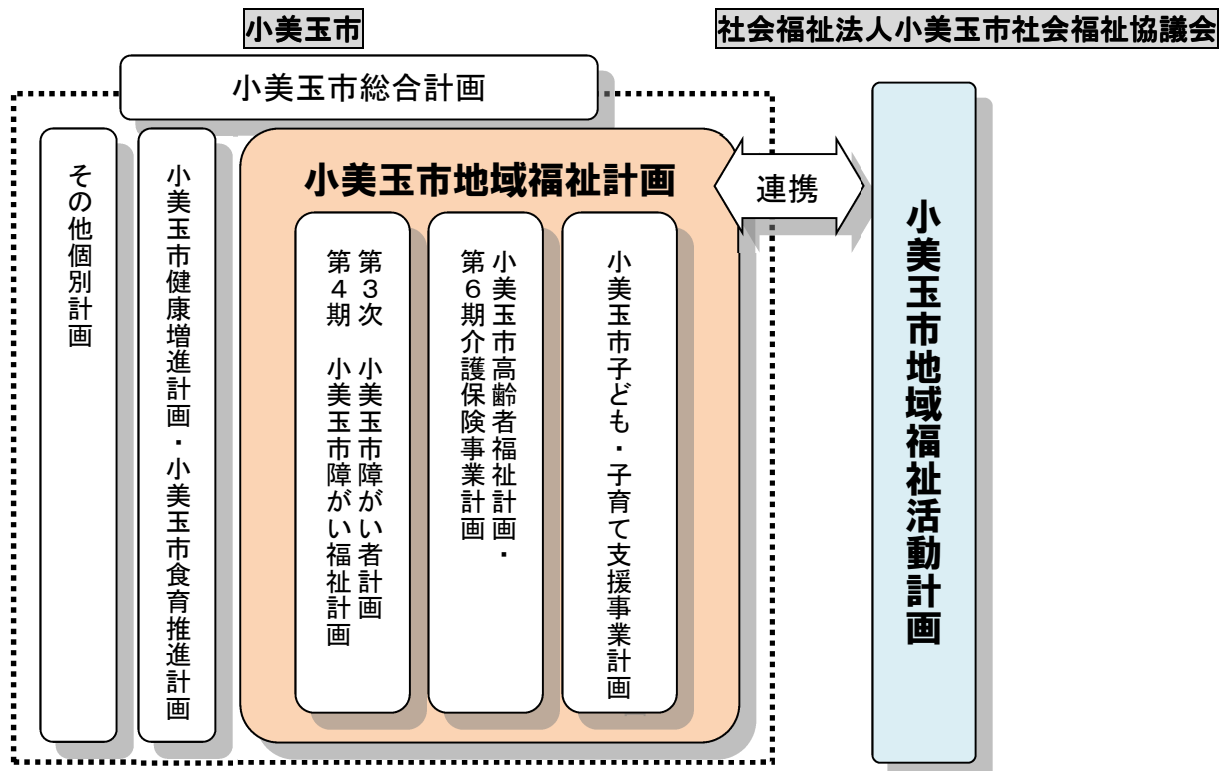 小美玉市
社会福祉法人小美玉市社会福祉協議会
小美玉市総合計画
その他個別計画
小美玉市健康増進計画・小美玉市食育推進計画
小美玉市地域福祉計画
第３次　小美玉市障がい者計画
第４期　小美玉市障がい福祉計画
小美玉市高齢者福祉計画・
第６期介護保険事業計画
小美玉市子ども・子育て支援事業計画
連携
小美玉市地域福祉活動計画